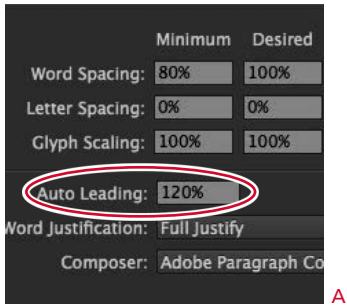 Minimum Desired
Word Spacing: 80% 100%
Letter Spacing: 0% 0%
Glyph Scaling: 100% 100%
Auto Leading: 120%
Word Justification: Full Justify
Composer: Adobe Paragraph Co
A